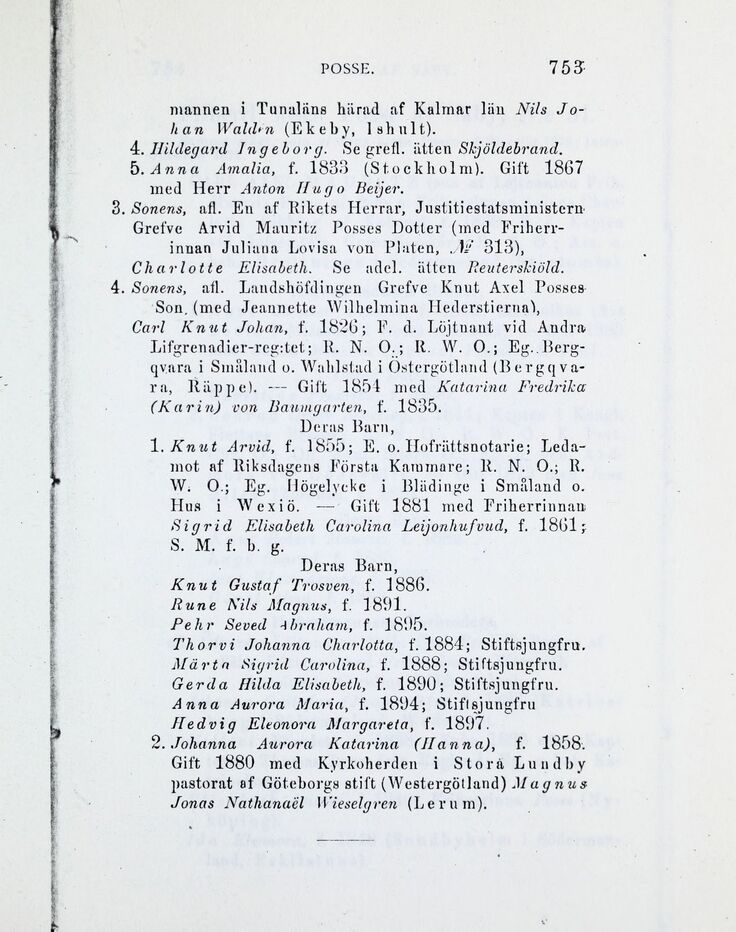 POSSE. 753
mannen i Tunaläns härad af Kalmar län Nils Jo-
han Waldén (Ekeby, Ishult).
4. Hildegard Ingeborg. Se grefl. ätten Skjöldebrand.
5. Anna Amalia, f. 1833 (Stockholm). Gift 1867
med Herr Anton Hugo Beijer.
3. Sonens, afl. En af Rikets Herrar, Justitiestatsministern
Grefve Arvid Mauritz Posses Dotter (med Friherr-
innan Juliana Lovisa von Platen, № 313),
Charlotte Elisabeth. Se adel. ätten Reuterskiöld.
4. Sonens, afl. Landshöfdingen Grefve Knut Axel Posses
Son (med Jeannette Wilhelmina Hederstierna),
Carl Knut Johan, f. 1826; F. d. Löjtnant vid Andra
Lifgrenadier-reg:tet; R. N. O.; R. W. O.; Eg. Berg-
qvara i Småland o. Wahlstad i Östergötland (Bergqva-
ra, Räppe). — Gift 1854 med Katarina Fredrika
(Karin) von Baumgarten, f. 1835.
Deras Barn,
1. Knut Arvid, f. 1855; E. o. Hofrättsnotarie; Leda-
mot af Riksdagens Första Kammare; R. N. O.; R.
W. O.; Eg. Högelycke i Blädinge i Småland o.
Hus i Wexiö. — Gift 1881 med Friherrinnan
Sigrid Elisabeth Carolina Leijonhufvud, f. 1861;
S. M. f. b. g.
Deras Barn,
Knut Gustaf Trosven, f. 1886.
Rune Nils Magnus, f. 1891.
Pehr Seved Abraham, f. 1895.
Thorvi Johanna Charlotta, f. 1884; Stiftsjungfru.
Märta Sigrid Carolina, f. 1888; Stiftsjungfru.
Gerda Hilda Elisabeth, f. 1890; Stiftsjungfru.
Anna Aurora Maria, f. 1894; Stiftsjungfru
Hedvig Eleonora Margareta, f. 1897.
2. Johanna Aurora Katarina (Hanna), f. 1858.
Gift 1880 med Kyrkoherden i Stora Lundby
pastorat af Göteborgs stift (Westergötland) Magnus
Jonas Nathanaël Wieselgren (Lerum).